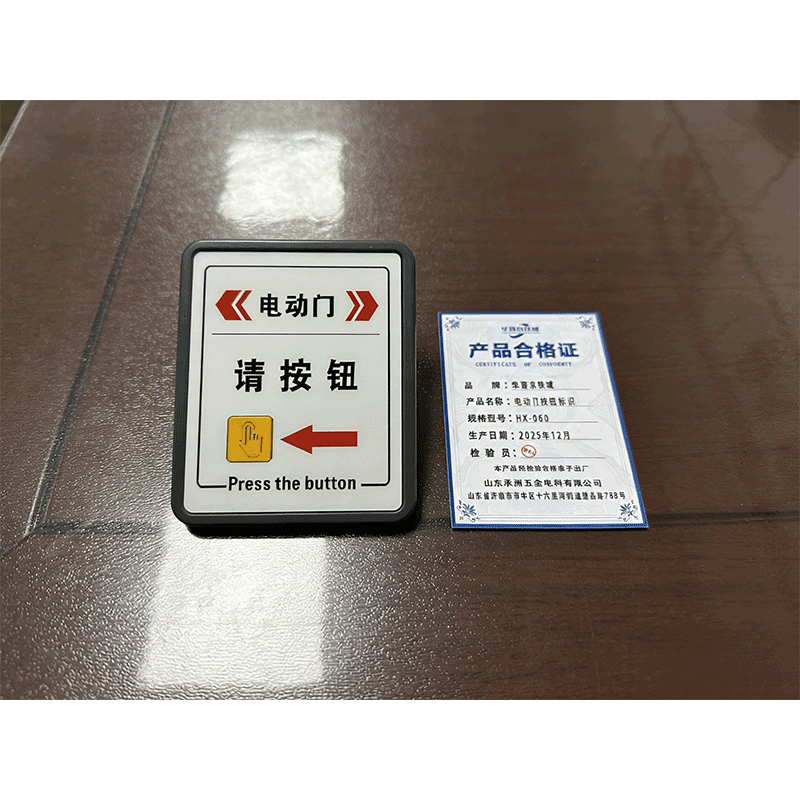 电动门
请按钮
Press the button
产品合格证
CERTIFICATE OF CONFORMITY
品 牌：华喜京铁城
产品名称：电动门按钮标识
规格型号：HX-060
生产日期：2025年12月
检验员：
本产品经检验合格准予出厂
山东承洲五金电料有限公司